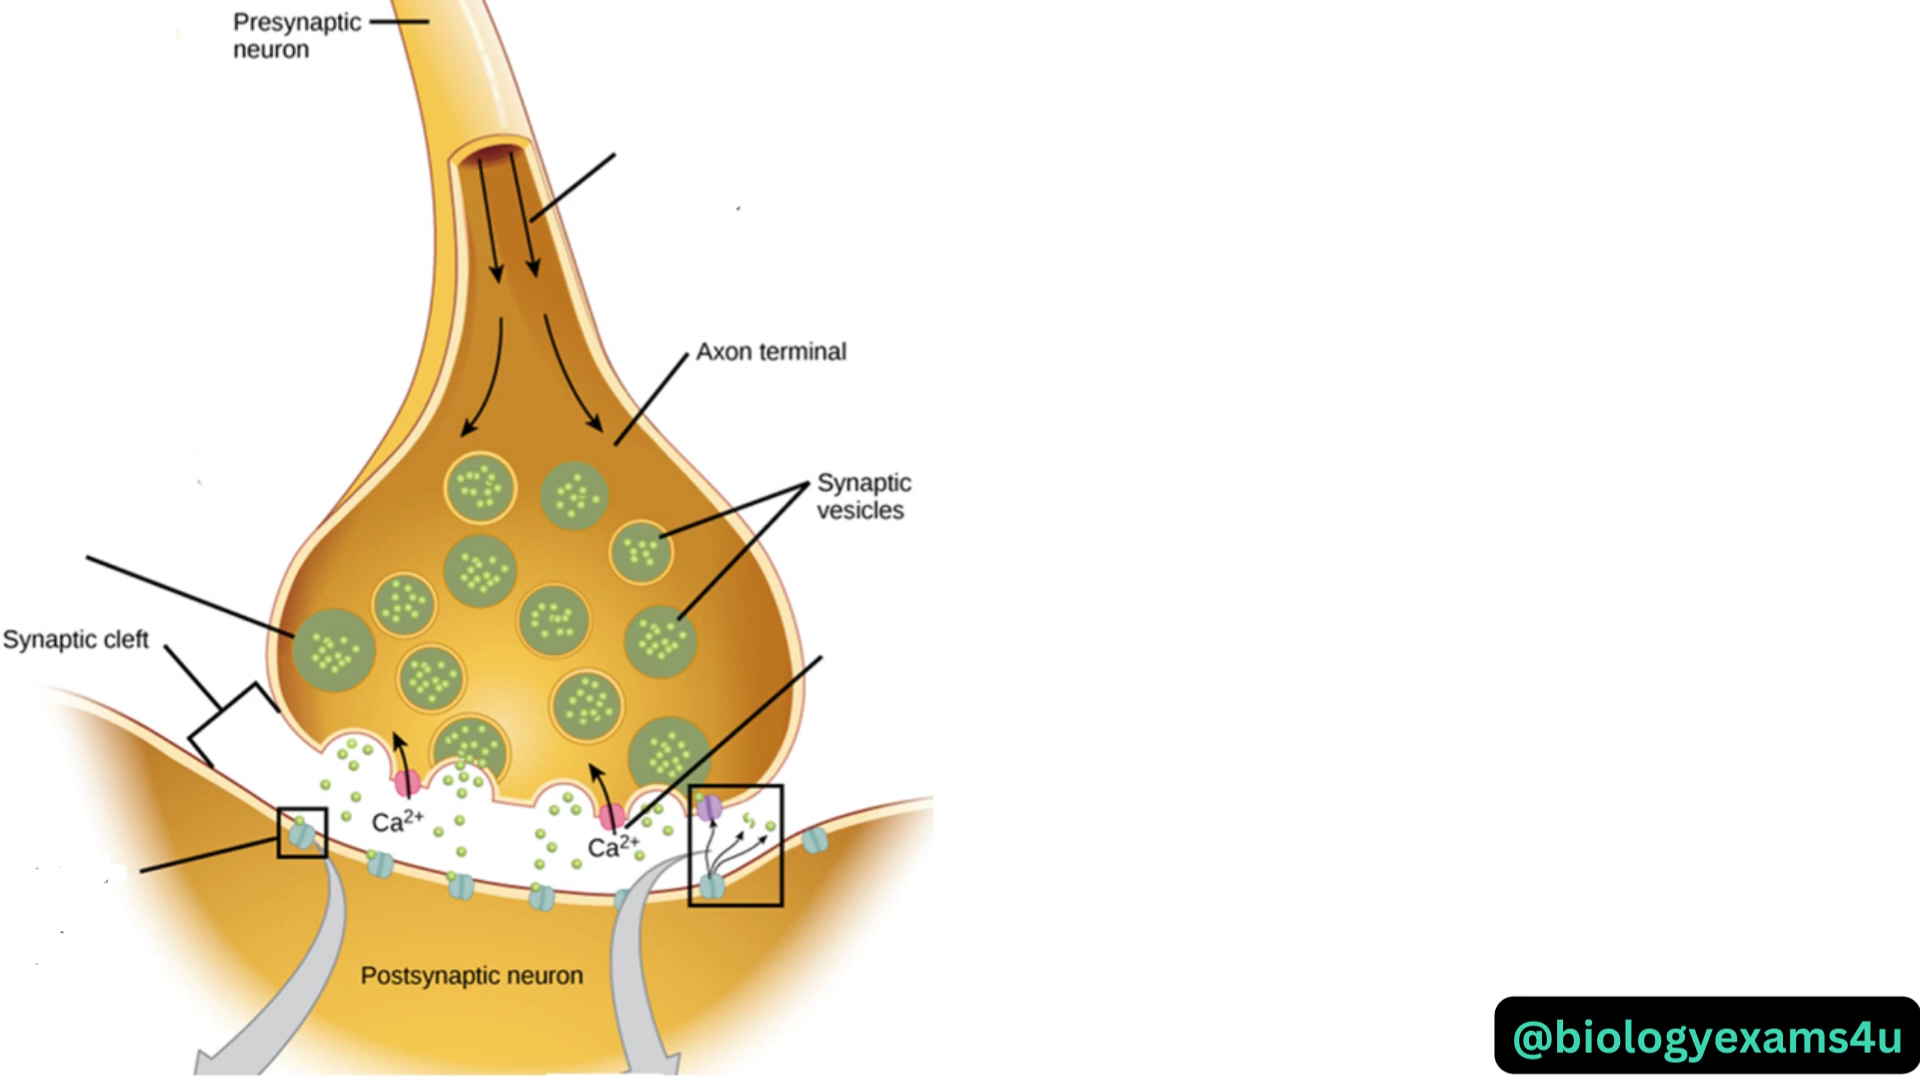 Presynaptic
neuron
Axon terminal
Synaptic
vesicles
Synaptic cleft
Ca²⁺
Ca²⁺
Postsynaptic neuron
@biologyexams4u